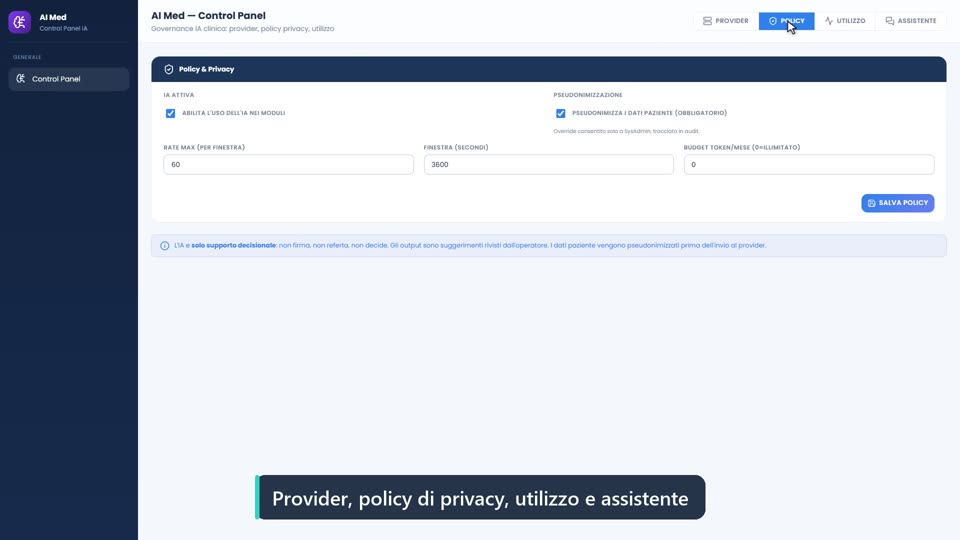 AI Med
Control Panel IA
GENERALE
Control Panel
AI Med — Control Panel
Governance IA clinica: provider, policy privacy, utilizzo
PROVIDER
POLICY
UTILIZZO
ASSISTENTE
Policy & Privacy
IA ATTIVA
ABILITA L'USO DELL'IA NEI MODULI
PSEUDONIMIZZAZIONE
PSEUDONIMIZZA I DATI PAZIENTE (OBBLIGATORIO)
Override consentito solo a SysAdmin, tracciato in audit.
RATE MAX (PER FINESTRA)
60
FINESTRA (SECONDI)
3600
BUDGET TOKEN/MESE (0=ILLIMITATO)
0
SALVA POLICY
L'IA e solo supporto decisionale: non firma, non referta, non decide. Gli output sono suggerimenti rivisti dall'operatore. I dati paziente vengono pseudonimizzati prima dell'invio al provider.
Provider, policy di privacy, utilizzo e assistente